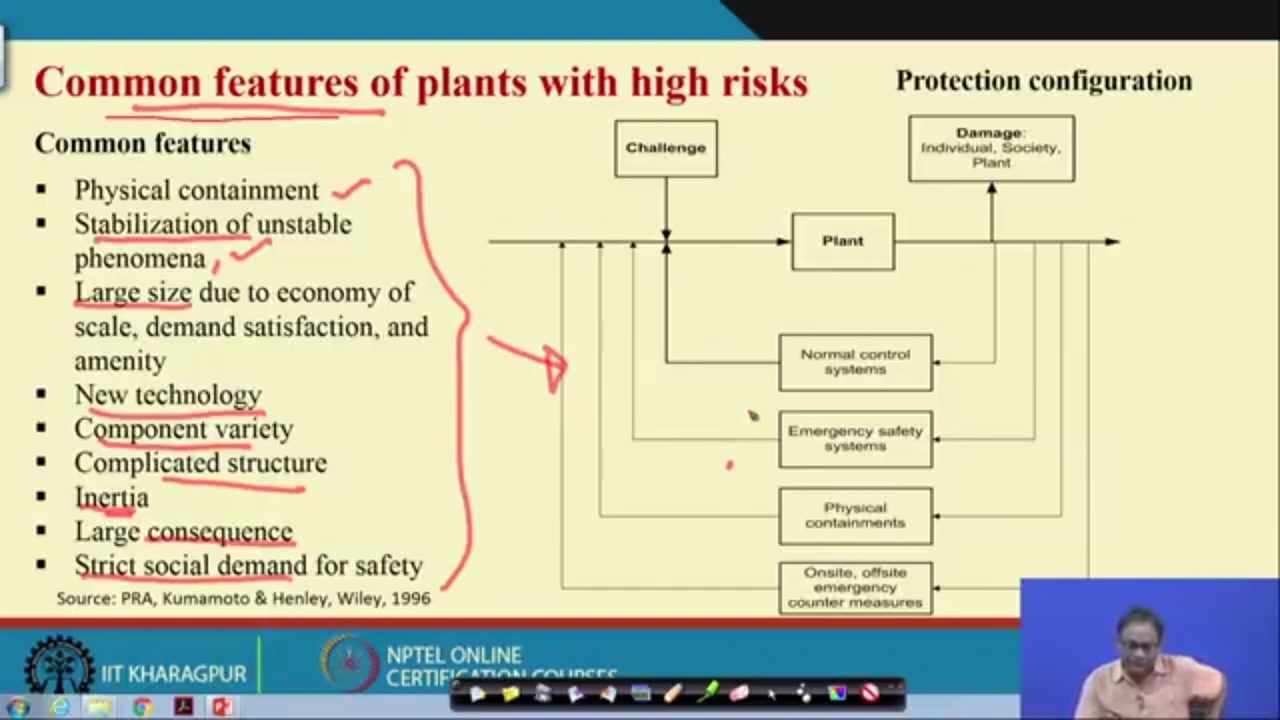 Common features of plants with high risks
Protection configuration
Common features
▪ Physical containment
▪ Stabilization of unstable
phenomena
▪ Large size due to economy of
scale, demand satisfaction, and
amenity
▪ New technology
▪ Component variety
▪ Complicated structure
▪ Inertia
▪ Large consequence
▪ Strict social demand for safety
Source: PRA, Kumamoto & Henley, Wiley, 1996
Challenge
Damage:
Individual, Society,
Plant
Plant
Normal control
systems
Emergency safety
systems
Physical
containments
Onsite, offsite
emergency
counter measures
IIT KHARAGPUR
NPTEL ONLINE
CERTIFICATION COURSES